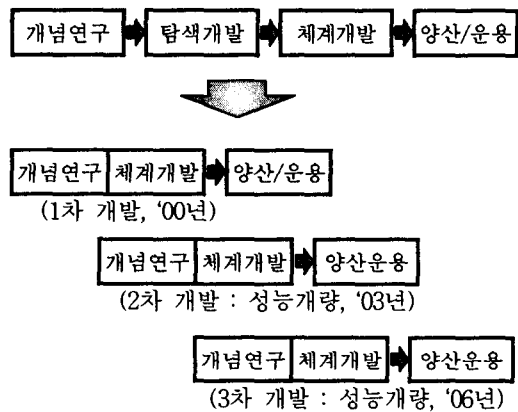 개념연구 탐색개발 체계개발 양산/운용
개념연구 체계개발 양산/운용
(1차 개발, ‘00년)
개념연구 체계개발 양산운용
(2차 개발 : 성능개량, ‘03년)
개념연구 체계개발 양산운용
(3차 개발 : 성능개량, ‘06년)